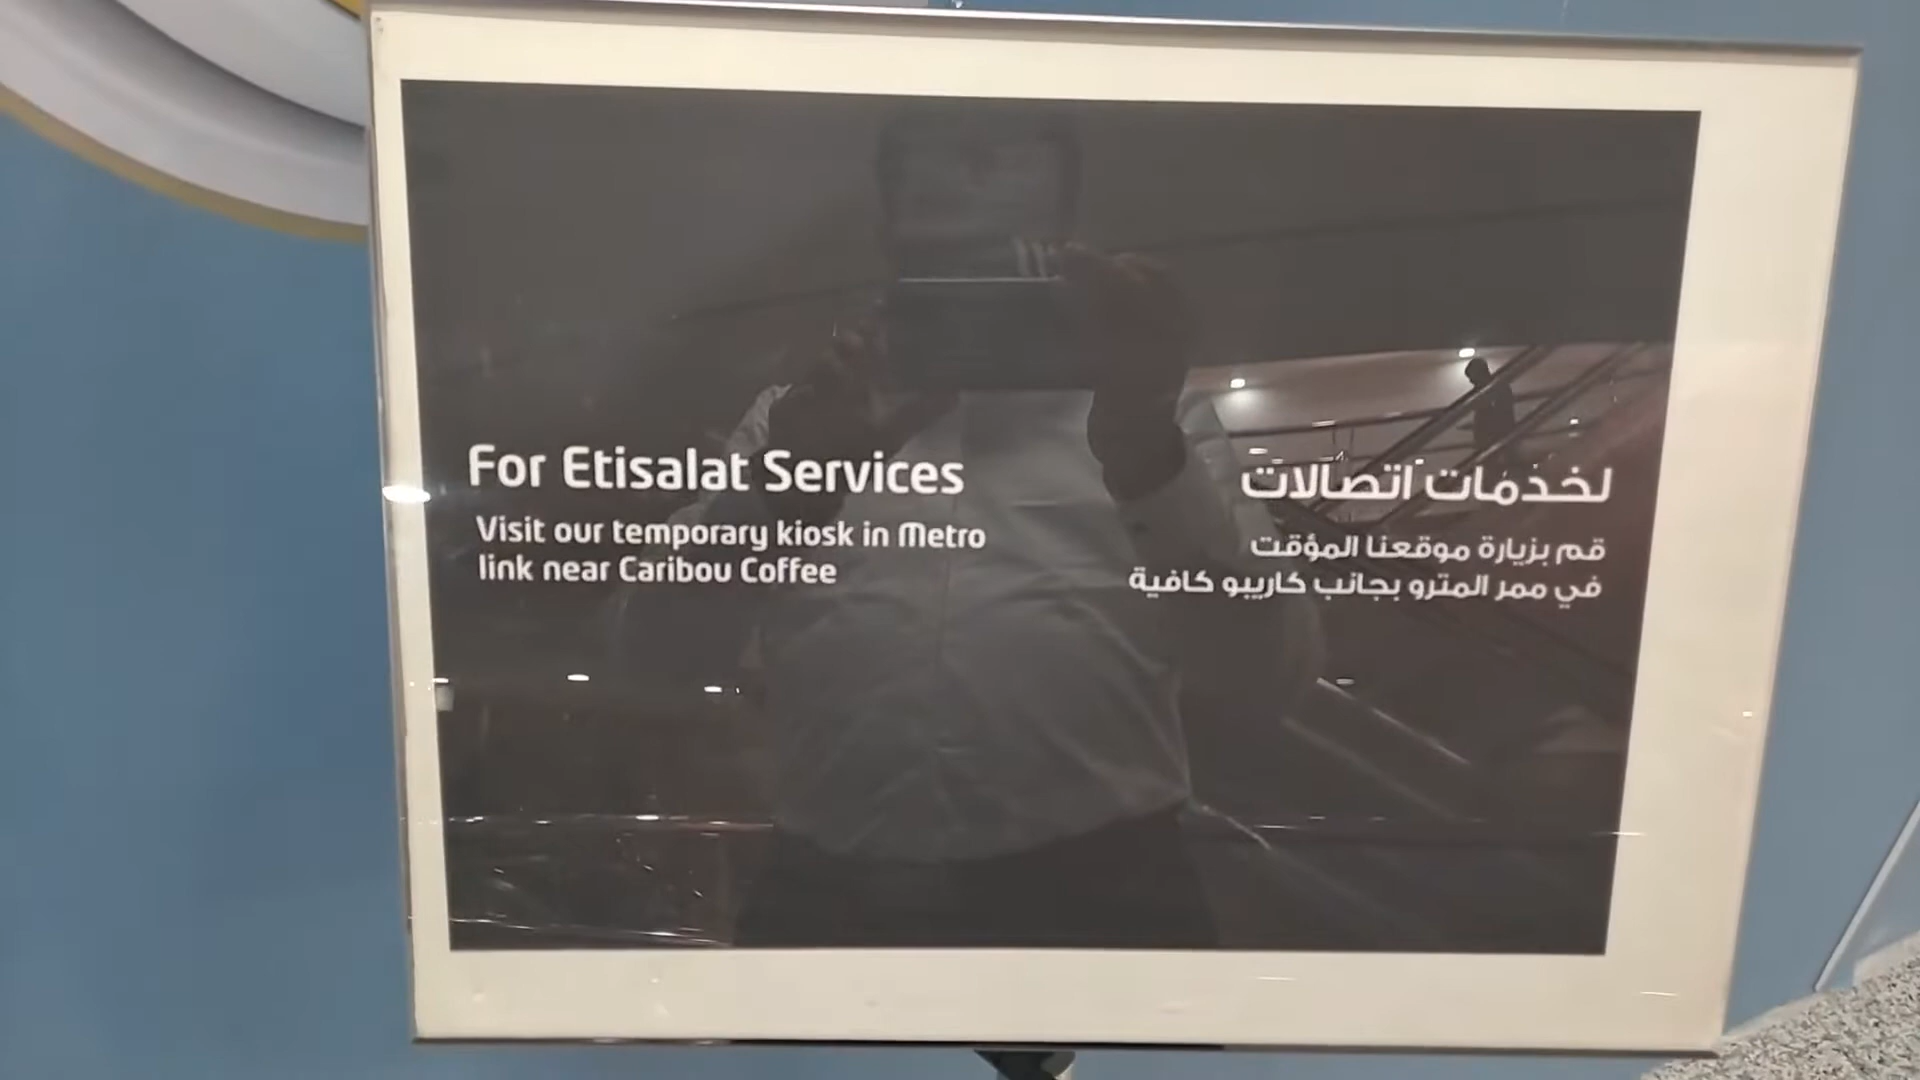 For Etisalat Services
Visit our temporary kiosk in Metro
link near Caribou Coffee
لخدمات اتصالات
قم بزيارة موقعنا المؤقت
في ممر المترو بجانب كاريبو كافية